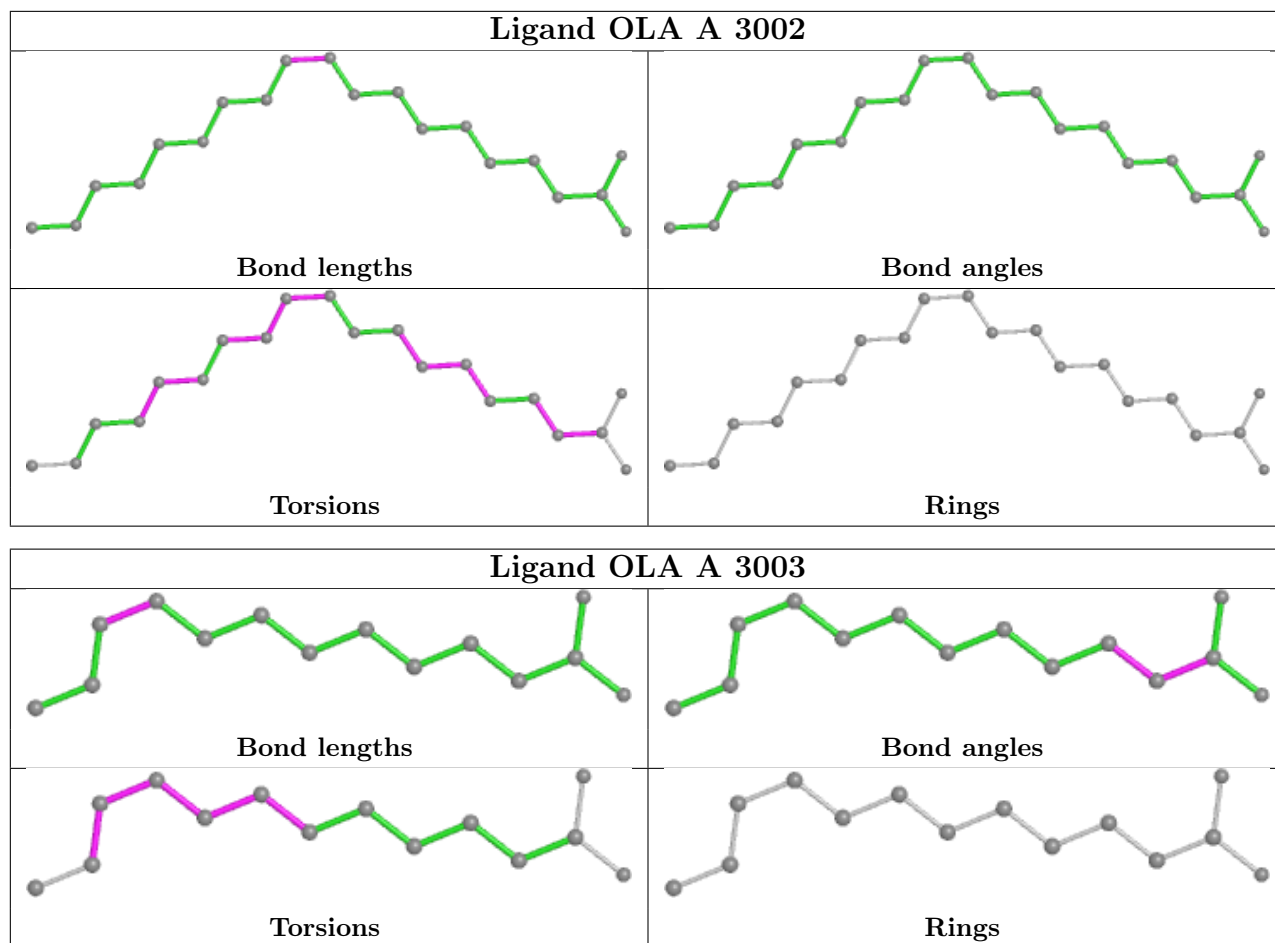 Ligand OLA A 3002
Bond lengths
Bond angles
Torsions
Rings
Ligand OLA A 3003
Bond lengths
Bond angles
Torsions
Rings